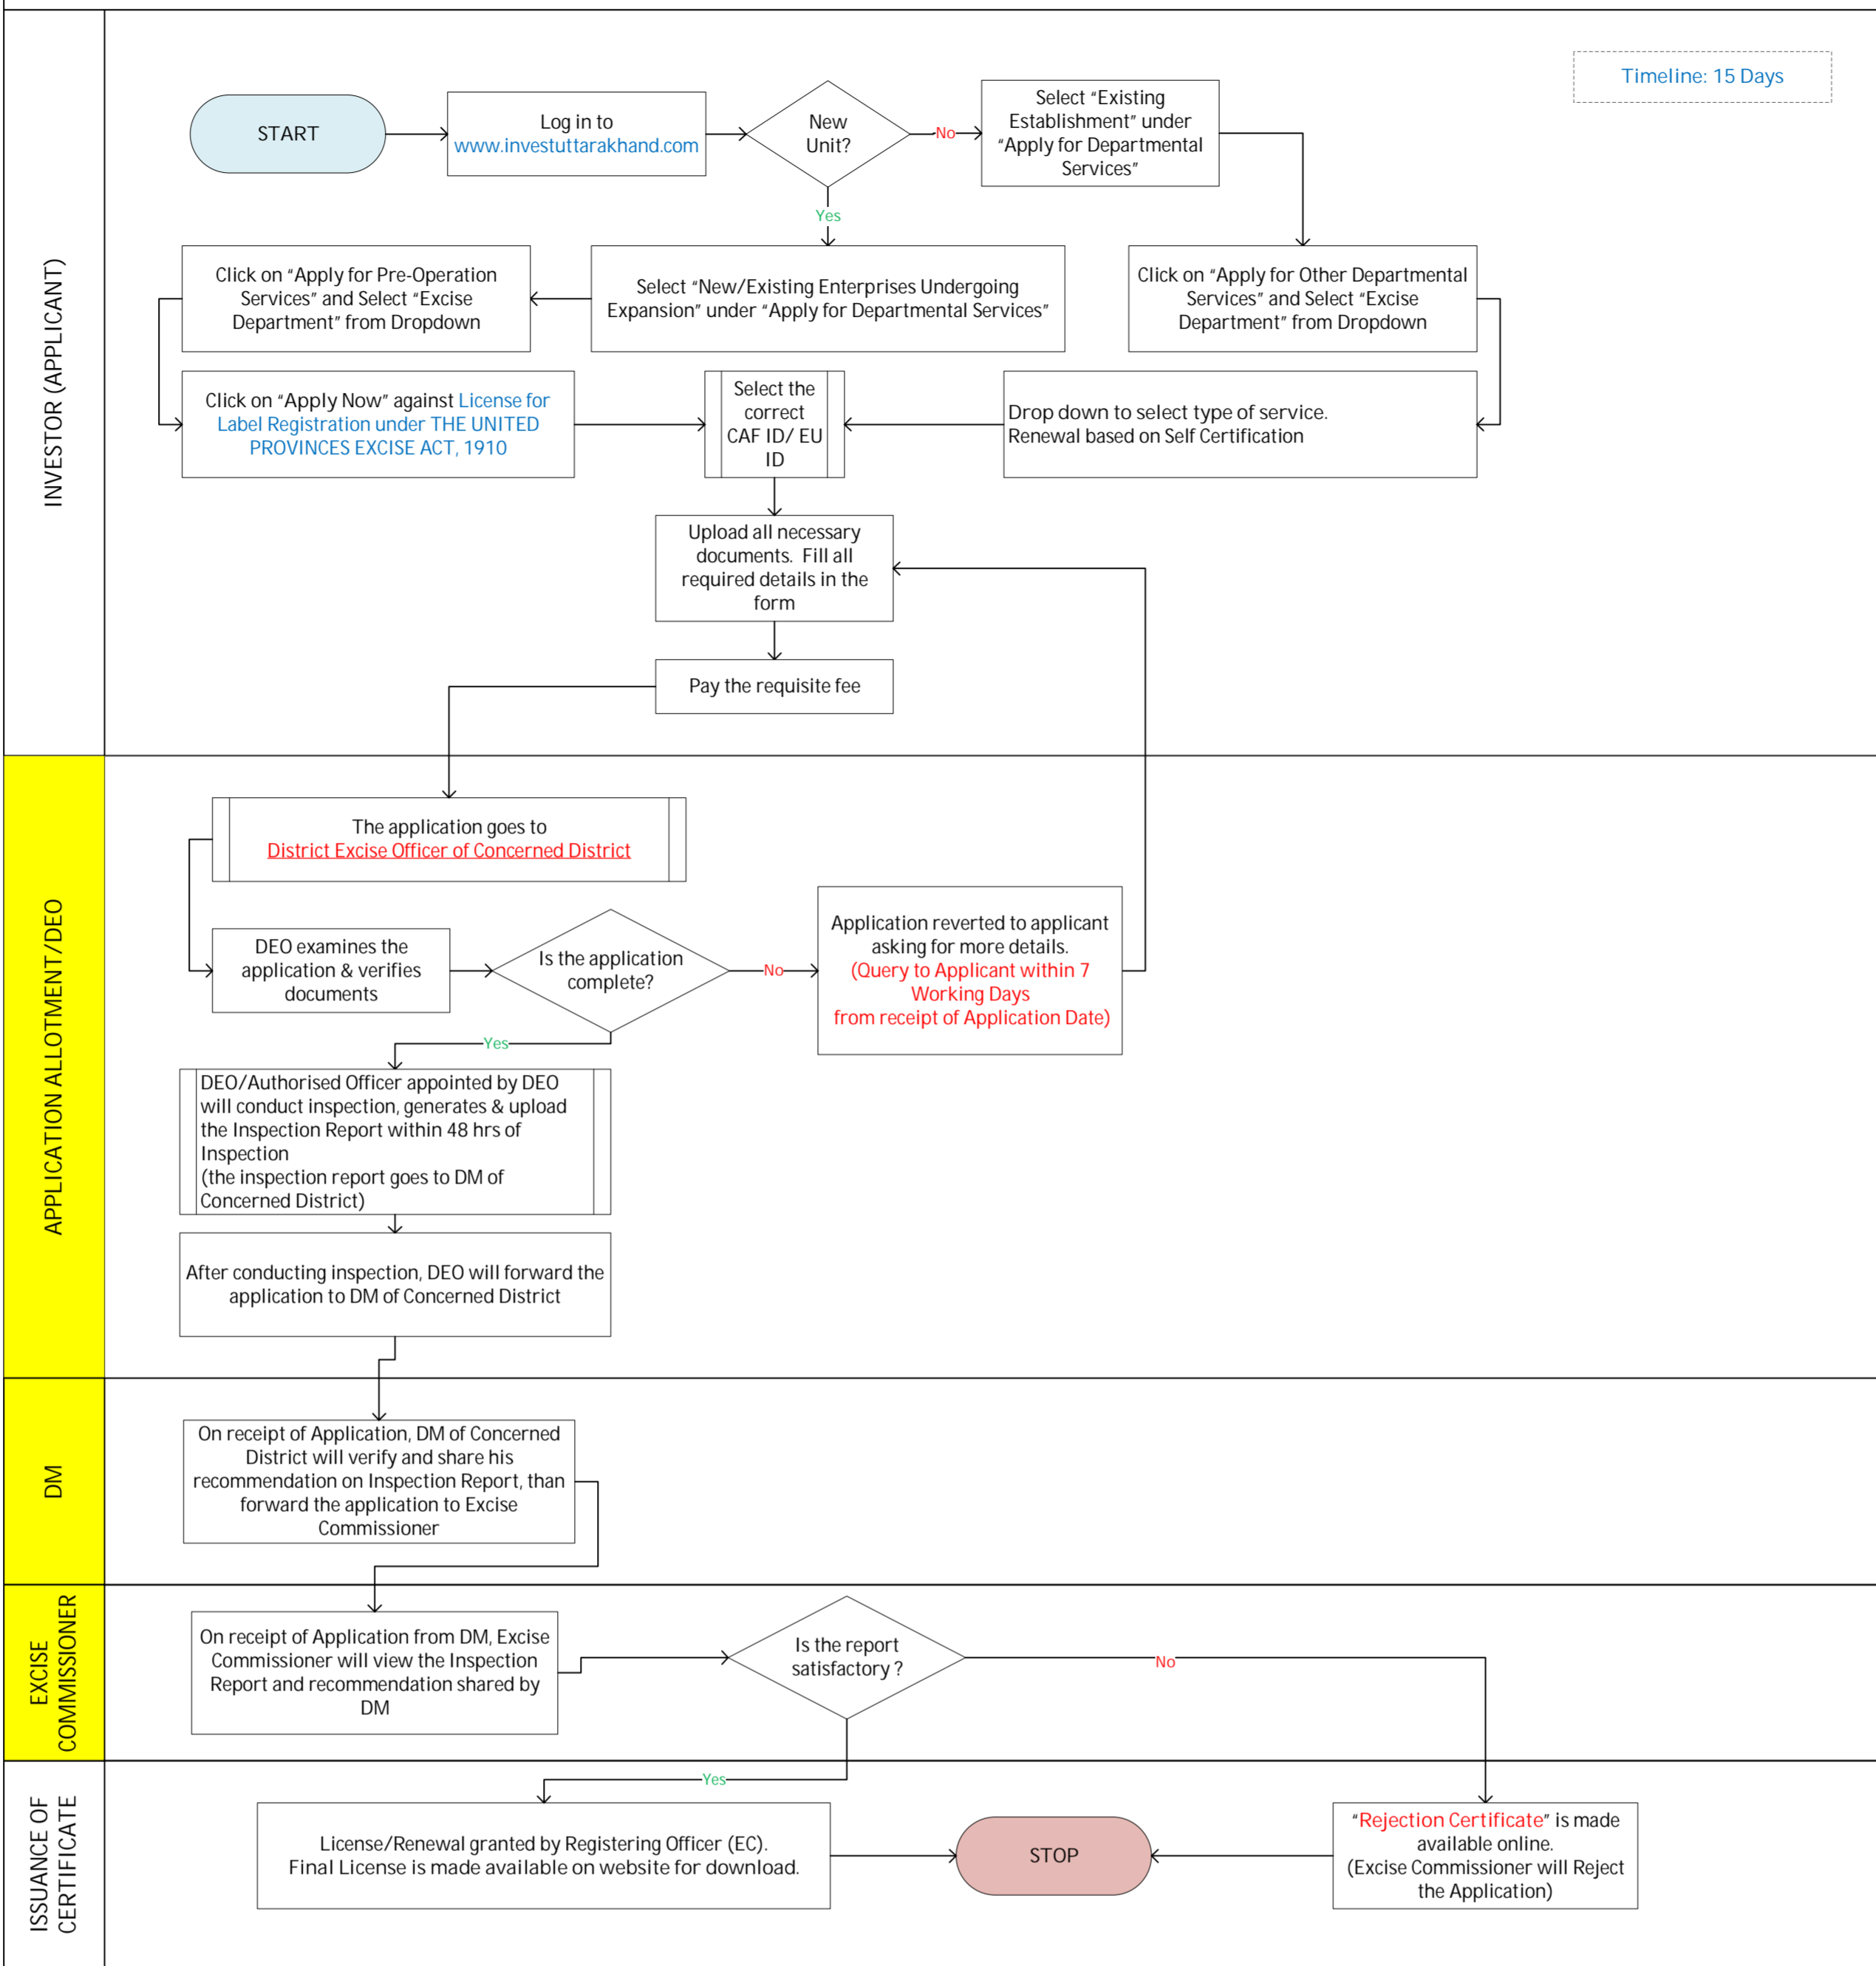 Timeline: 15 Days
INVESTOR (APPLICANT)
START
Log in to
www.investuttarakhand.com
New
Unit?
No
Select “Existing
Establishment” under
“Apply for Departmental
Services”
Yes
Click on “Apply for Pre-Operation
Services” and Select “Excise
Department” from Dropdown
Select “New/Existing Enterprises Undergoing
Expansion” under “Apply for Departmental Services”
Click on “Apply for Other Departmental
Services” and Select “Excise
Department” from Dropdown
Click on “Apply Now” against License for
Label Registration under THE UNITED
PROVINCES EXCISE ACT, 1910
Select the
correct
CAF ID/ EU
ID
Drop down to select type of service.
Renewal based on Self Certification
Upload all necessary
documents.  Fill all
required details in the
form
Pay the requisite fee
APPLICATION ALLOTMENT/DEO
The application goes to
District Excise Officer of Concerned District
DEO examines the
application & verifies
documents
Is the application
complete?
No
Application reverted to applicant
asking for more details.
(Query to Applicant within 7
Working Days
from receipt of Application Date)
Yes
DEO/Authorised Officer appointed by DEO
will conduct inspection, generates & upload
the Inspection Report within 48 hrs of
Inspection
(the inspection report goes to DM of
Concerned District)
After conducting inspection, DEO will forward the
application to DM of Concerned District
DM
On receipt of Application, DM of Concerned
District will verify and share his
recommendation on Inspection Report, than
forward the application to Excise
Commissioner
EXCISE
COMMISSIONER
On receipt of Application from DM, Excise
Commissioner will view the Inspection
Report and recommendation shared by
DM
Is the report
satisfactory ?
No
Yes
ISSUANCE OF
CERTIFICATE
License/Renewal granted by Registering Officer (EC).
Final License is made available on website for download.
STOP
“Rejection Certificate” is made
available online.
(Excise Commissioner will Reject
the Application)